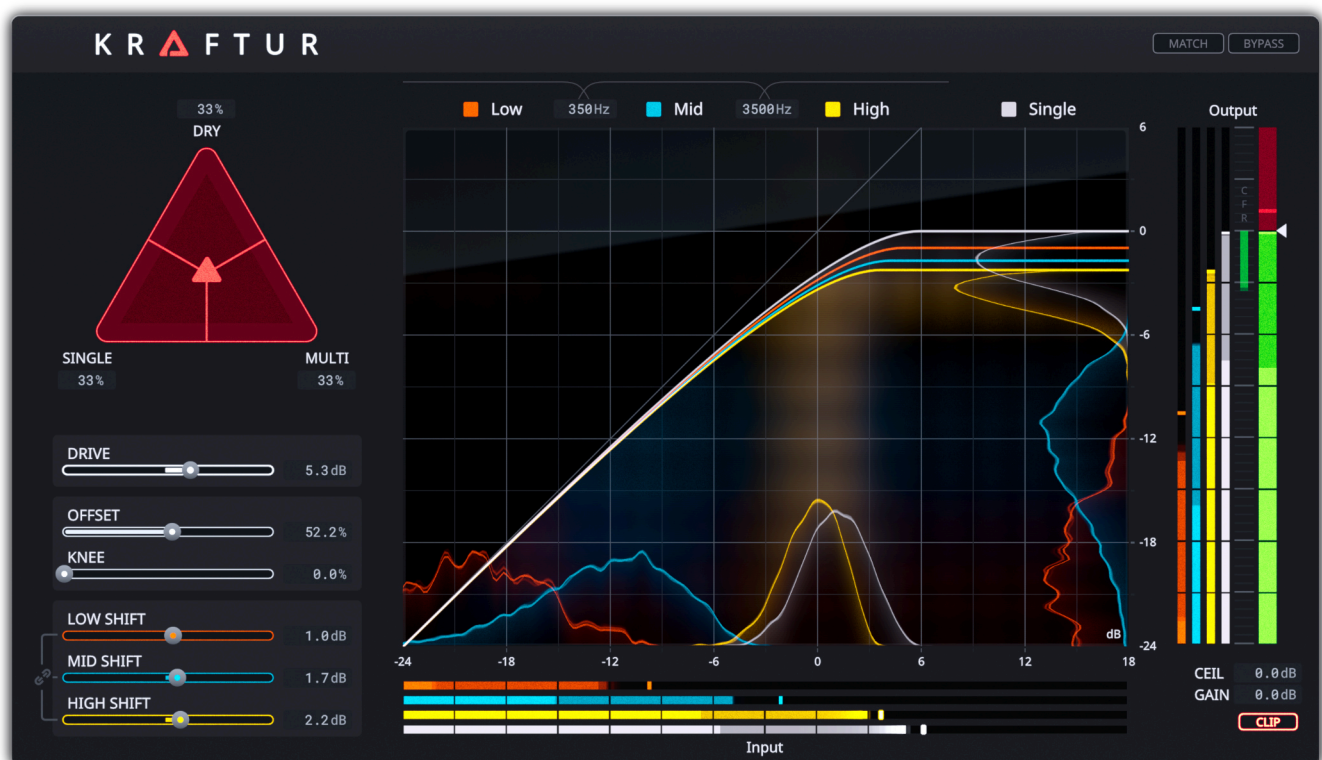 KRAFTUR
MATCH BYPASS
33%
DRY
SINGLE MULTI
33% 33%
Low 350Hz Mid 3500Hz High Single
Output
6
0
-6
-12
-18
-24
dB
-24 -18 -12 -6 0 6 12 18
Input
C
F
R
DRIVE
5.3dB
OFFSET
52.2%
KNEE
0.0%
LOW SHIFT
1.0dB
MID SHIFT
1.7dB
HIGH SHIFT
2.2dB
CEIL 0.0dB
GAIN 0.0dB
CLIP